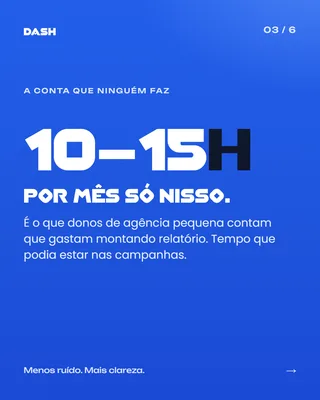 DASH
03 / 6
A CONTA QUE NINGUÉM FAZ
10–15H
POR MÊS SÓ NISSO.
É o que donos de agência pequena contam
que gastam montando relatório. Tempo que
podia estar nas campanhas.
Menos ruído. Mais clareza.
→